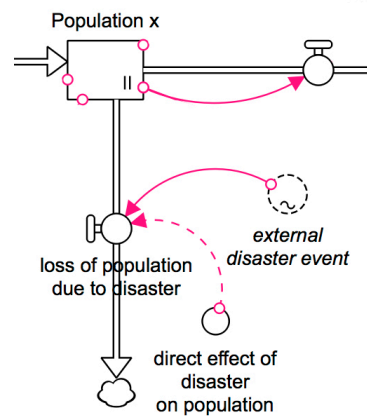 Population x
external
disaster event
loss of population
due to disaster
direct effect of
disaster
on population